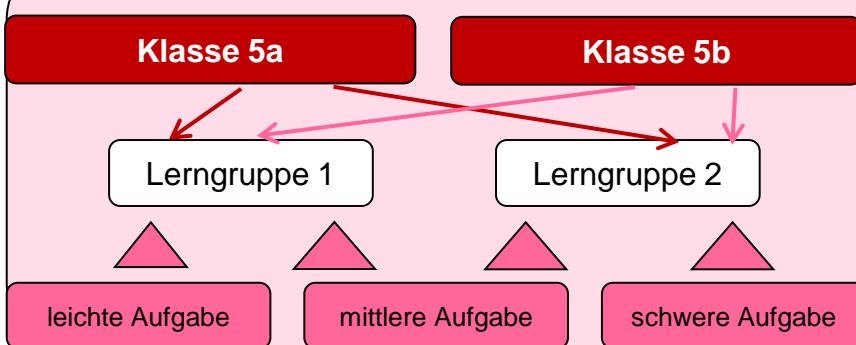 Klasse 5a
Klasse 5b
Lerngruppe 1
Lerngruppe 2
leichte Aufgabe
mittlere Aufgabe
schwere Aufgabe